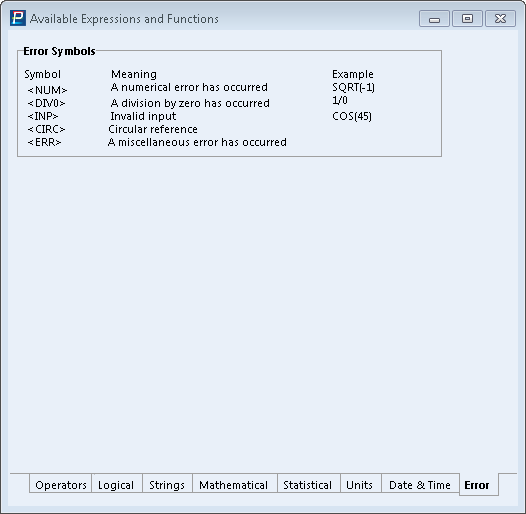 Available Expressions and Functions
Error Symbols
Symbol Meaning Example
<NUM> A numerical error has occurred SQRT(-1)
<DIV0> A division by zero has occurred 1/0
<INP> Invalid input COS(45)
<CIRC> Circular reference
<ERR> A miscellaneous error has occurred
Operators Logical Strings Mathematical Statistical Units Date & Time Error